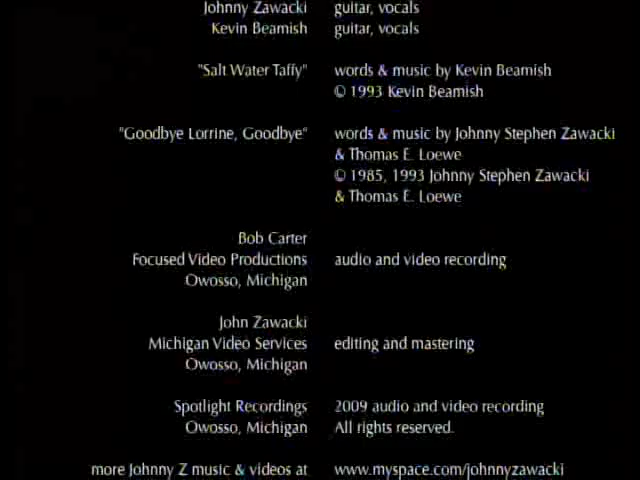 Johnny Zawacki guitar, vocals
Kevin Beamish guitar, vocals
"Salt Water Taffy" words & music by Kevin Beamish
© 1993 Kevin Beamish
"Goodbye Lorrine, Goodbye" words & music by Johnny Stephen Zawacki
& Thomas E. Loewe
© 1985, 1993 Johnny Stephen Zawacki
& Thomas E. Loewe
Bob Carter
Focused Video Productions audio and video recording
Owosso, Michigan
John Zawacki
Michigan Video Services editing and mastering
Owosso, Michigan
Spotlight Recordings 2009 audio and video recording
Owosso, Michigan All rights reserved.
more Johnny Z music & videos at www.myspace.com/johnnyzawacki